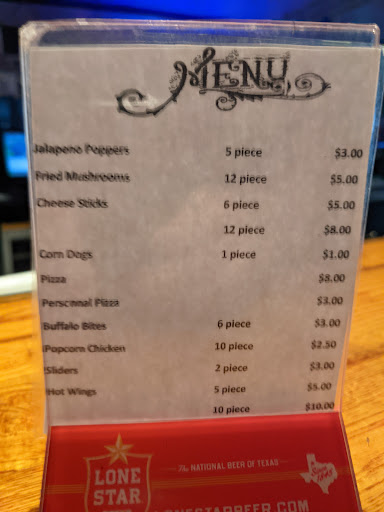 MENU
Jalapeno Poppers 5 piece $3.00
Fried Mushrooms 12 piece $5.00
Cheese Sticks 6 piece $5.00
12 piece $8.00
Corn Dogs 1 piece $1.00
Pizza $8.00
Personal Pizza $3.00
Buffalo Bites 6 piece $3.00
Popcorn Chicken 10 piece $2.50
Sliders 2 piece $3.00
Hot Wings 5 piece $5.00
10 piece $10.00
The NATIONAL BEER OF TEXAS
LONE
STAR
LONESTARBEER.COM